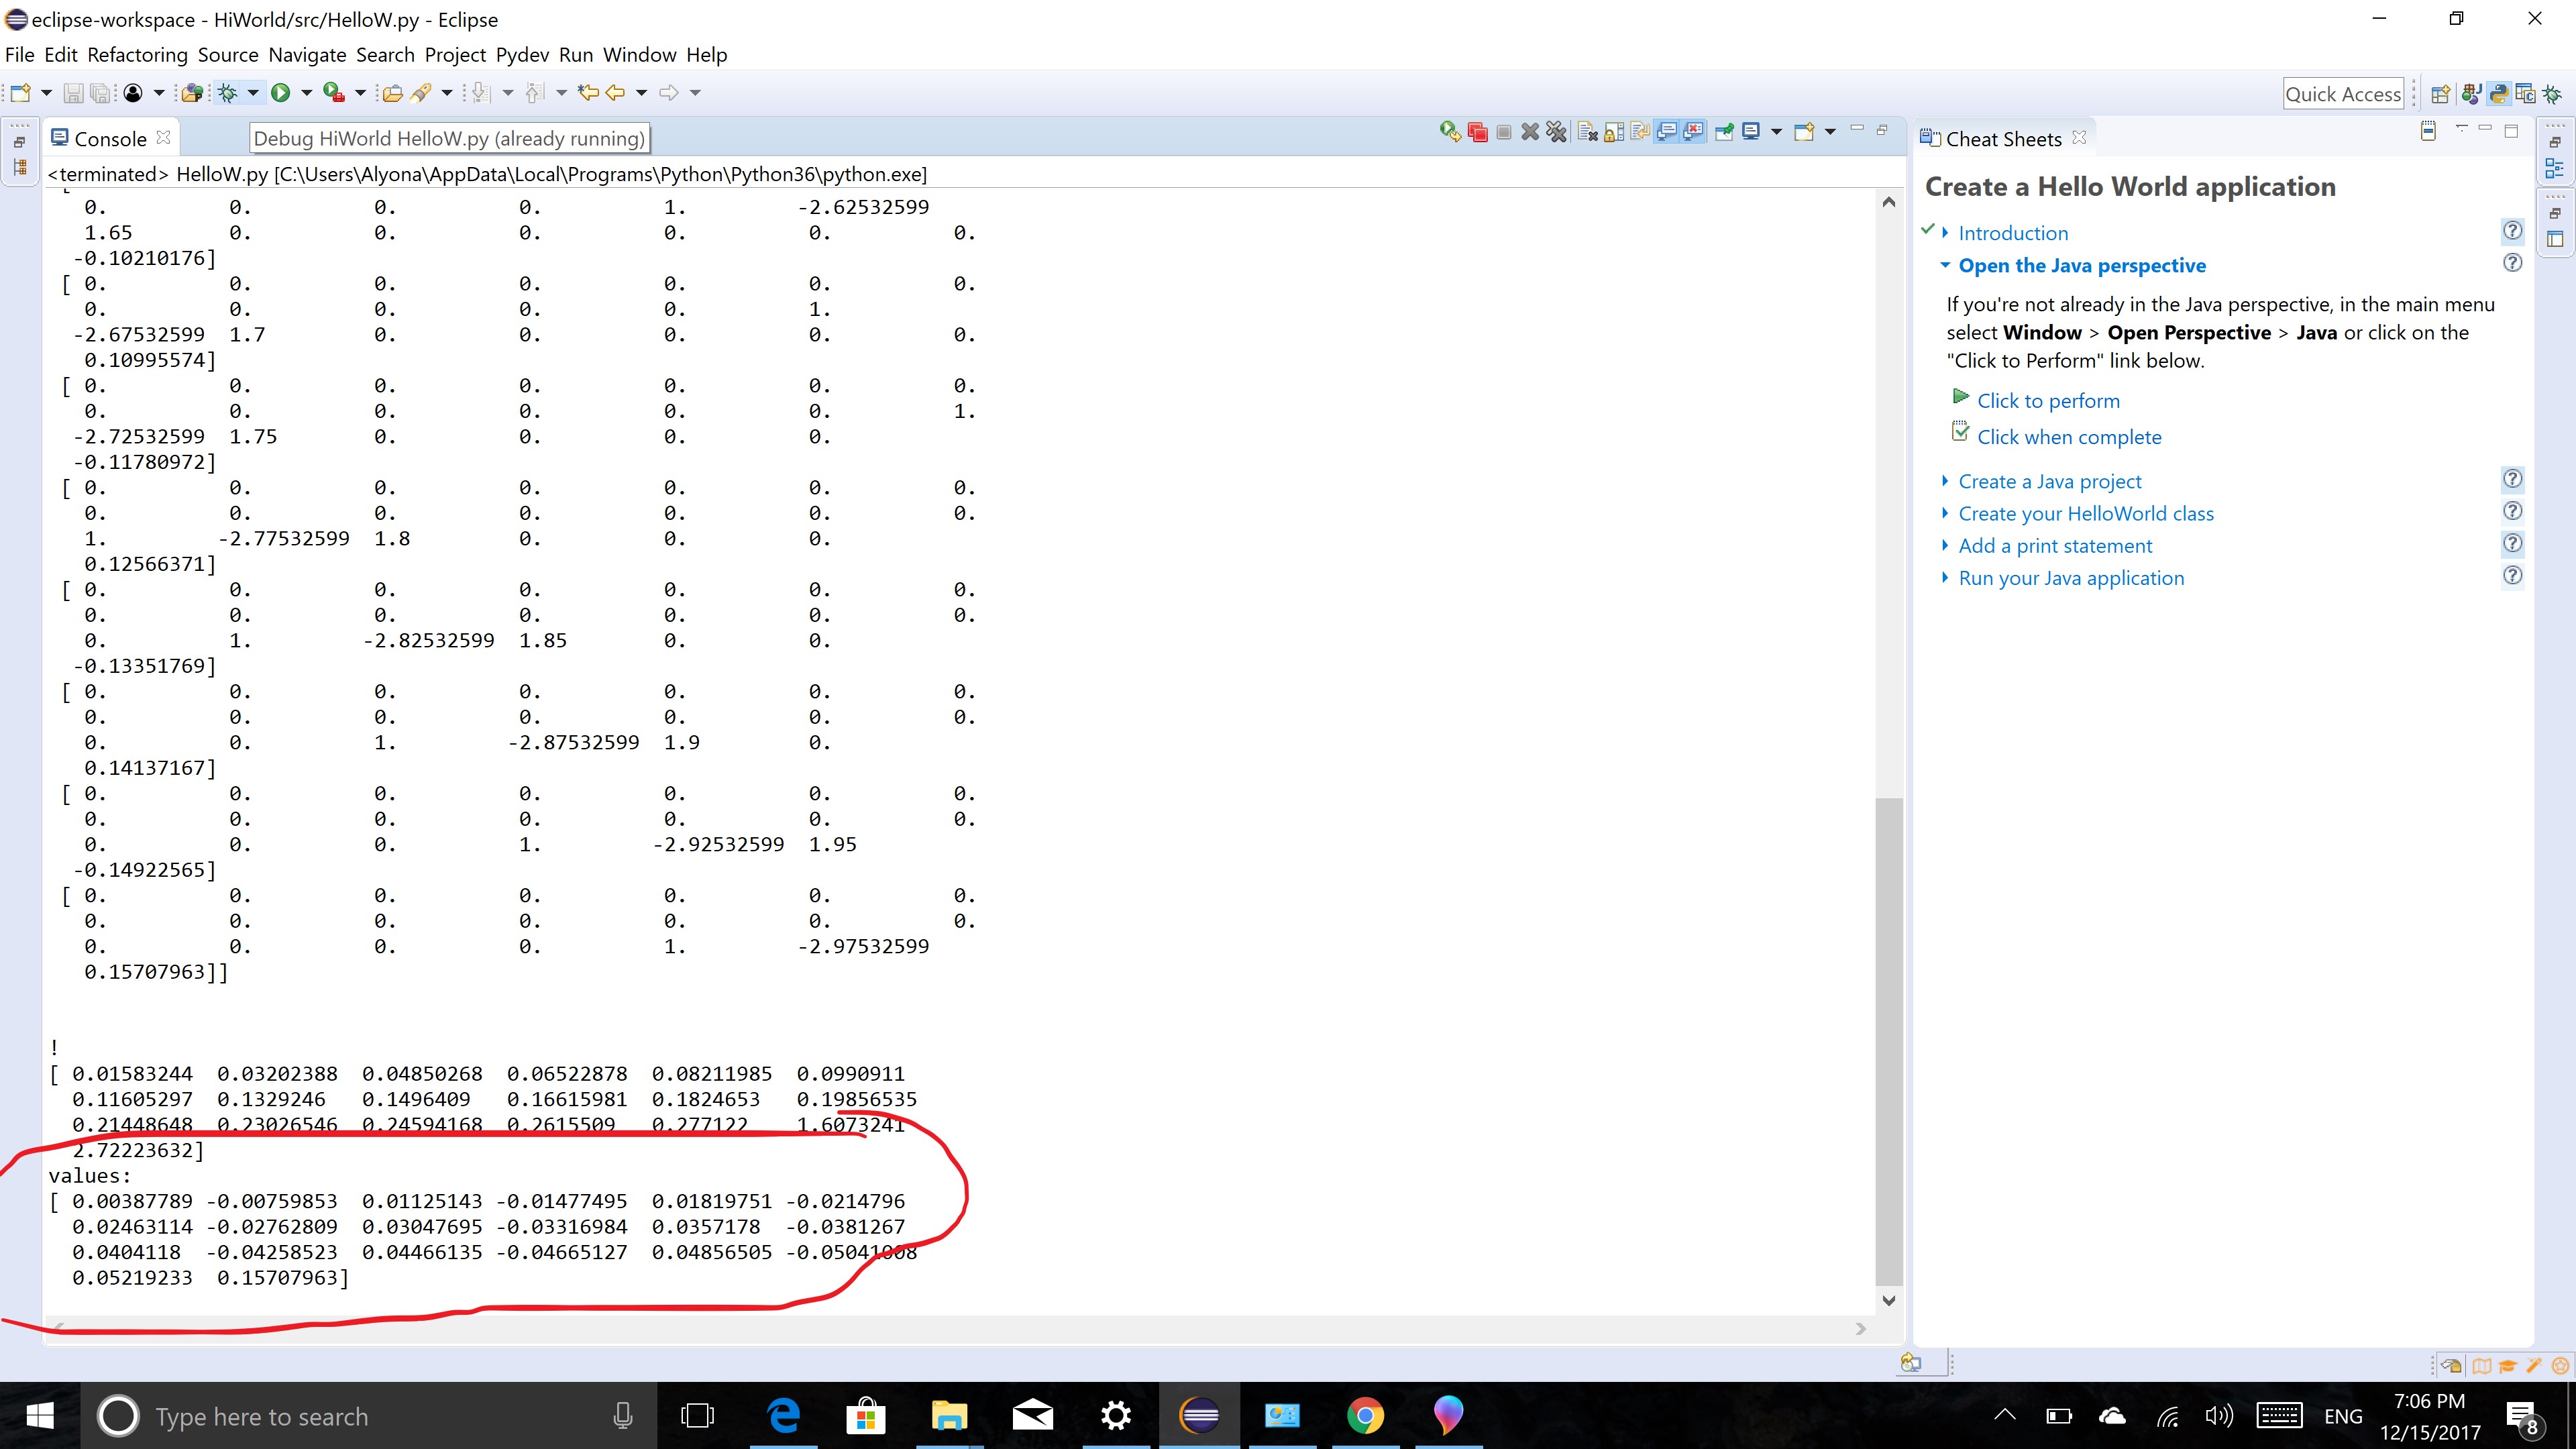 eclipse-workspace - HiWorld/src/HelloW.py - Eclipse
File Edit Refactoring Source Navigate Search Project Pydev Run Window Help
Quick Access
Console
Debug HiWorld HelloW.py (already running)
<terminated> HelloW.py [C:\Users\Alyona\AppData\Local\Programs\Python\Python36\python.exe]
[
0. 0. 0. 0. 1. -2.62532599
1.65 0. 0. 0. 0. 0.
-0.10210176]
[ 0. 0. 0. 0. 0. 0. 0.
0. 0. 0. 0. 1.
-2.67532599 1.7 0. 0. 0. 0. 0.
0.10995574]
[ 0. 0. 0. 0. 0. 0. 0.
0. 0. 0. 0. 0. 0. 1.
-2.72532599 1.75 0. 0. 0. 0.
-0.11780972]
[ 0. 0. 0. 0. 0. 0. 0.
0. 0. 0. 0. 0. 0. 0.
1. -2.77532599 1.8 0. 0. 0.
0.12566371]
[ 0. 0. 0. 0. 0. 0. 0.
0. 0. 0. 0. 0. 0. 0.
0. 1. -2.82532599 1.85 0. 0.
-0.13351769]
[ 0. 0. 0. 0. 0. 0. 0.
0. 0. 0. 0. 0. 0. 0.
0. 0. 1. -2.87532599 1.9 0.
0.14137167]
[ 0. 0. 0. 0. 0. 0. 0.
0. 0. 0. 0. 0. 0. 0.
0. 0. 0. 1. -2.92532599 1.95
-0.14922565]
[ 0. 0. 0. 0. 0. 0. 0.
0. 0. 0. 0. 0. 0. 0.
0. 0. 0. 0. 1. -2.97532599
0.15707963]]
!
[ 0.01583244 0.03202388 0.04850268 0.06522878 0.08211985 0.0990911
0.11605297 0.1329246 0.1496409 0.16615981 0.1824653 0.19856535
0.21448648 0.23026546 0.24594168 0.2615509 0.277122 1.6073241
2.72223632]
values:
[ 0.00387789 -0.00759853 0.01125143 -0.01477495 0.01819751 -0.0214796
0.02463114 -0.02762809 0.03047695 -0.03316984 0.0357178 -0.0381267
0.0404118 -0.04258523 0.04466135 -0.04665127 0.04856505 -0.05041008
0.05219233 0.15707963]
Cheat Sheets
Create a Hello World application
Introduction
Open the Java perspective
If you're not already in the Java perspective, in the main menu
select Window > Open Perspective > Java or click on the
"Click to Perform" link below.
Click to perform
Click when complete
Create a Java project
Create your HelloWorld class
Add a print statement
Run your Java application
Type here to search
ENG
7:06 PM
12/15/2017
8